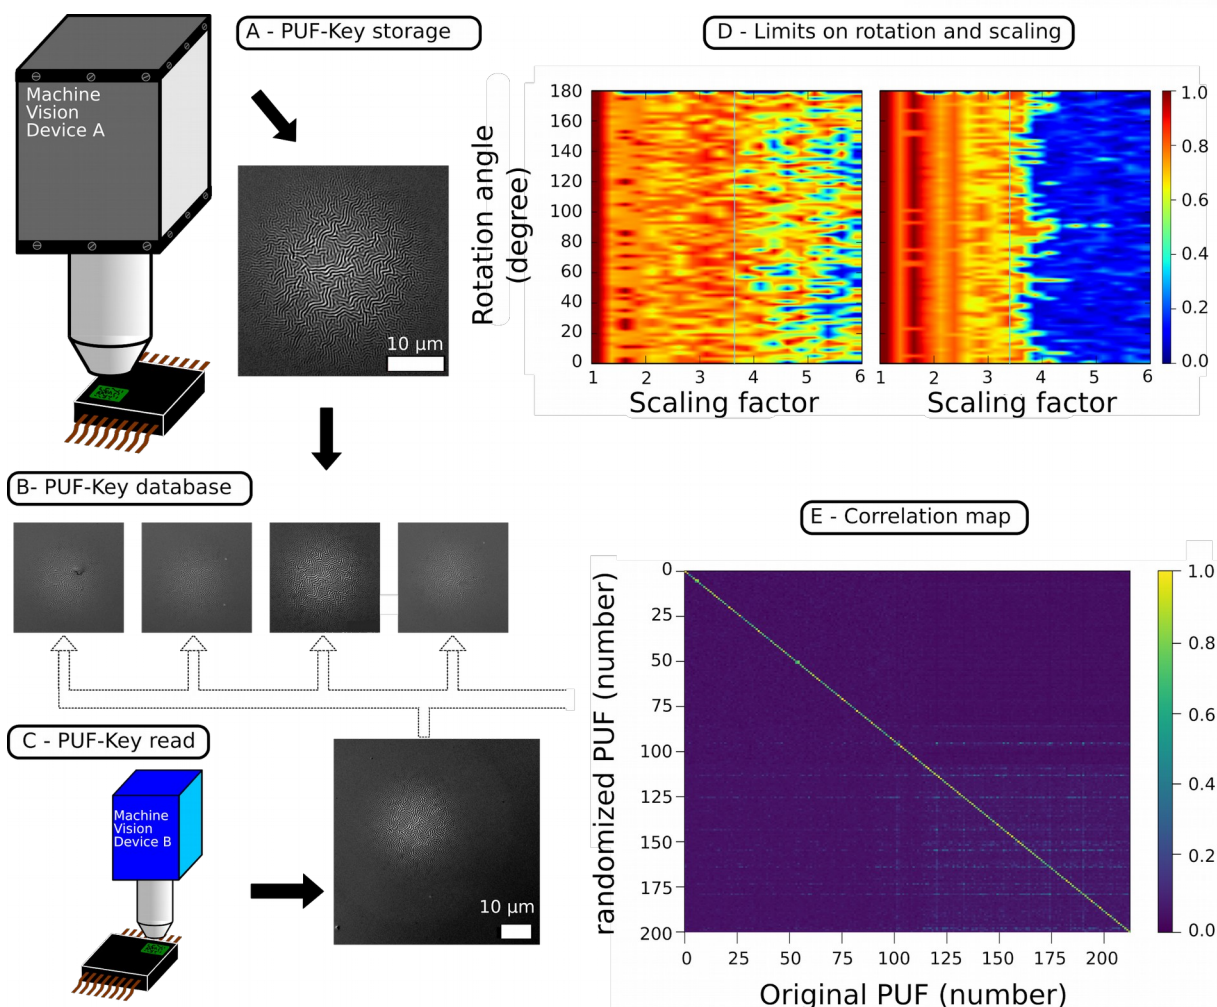 A - PUF-Key storage
Machine
Vision
Device A
10 µm
B- PUF-Key database
C - PUF-Key read
Machine
Vision
Device B
10 µm
D - Limits on rotation and scaling
Rotation angle
(degree)
180
160
140
120
100
80
60
40
20
0
1 2 3 4 5 6
Scaling factor
1 2 3 4 5 6
Scaling factor
1.0
0.8
0.6
0.4
0.2
0.0
E - Correlation map
randomized PUF (number)
0
25
50
75
100
125
150
175
200
0 25 50 75 100 125 150 175 200
Original PUF (number)
1.0
0.8
0.6
0.4
0.2
0.0